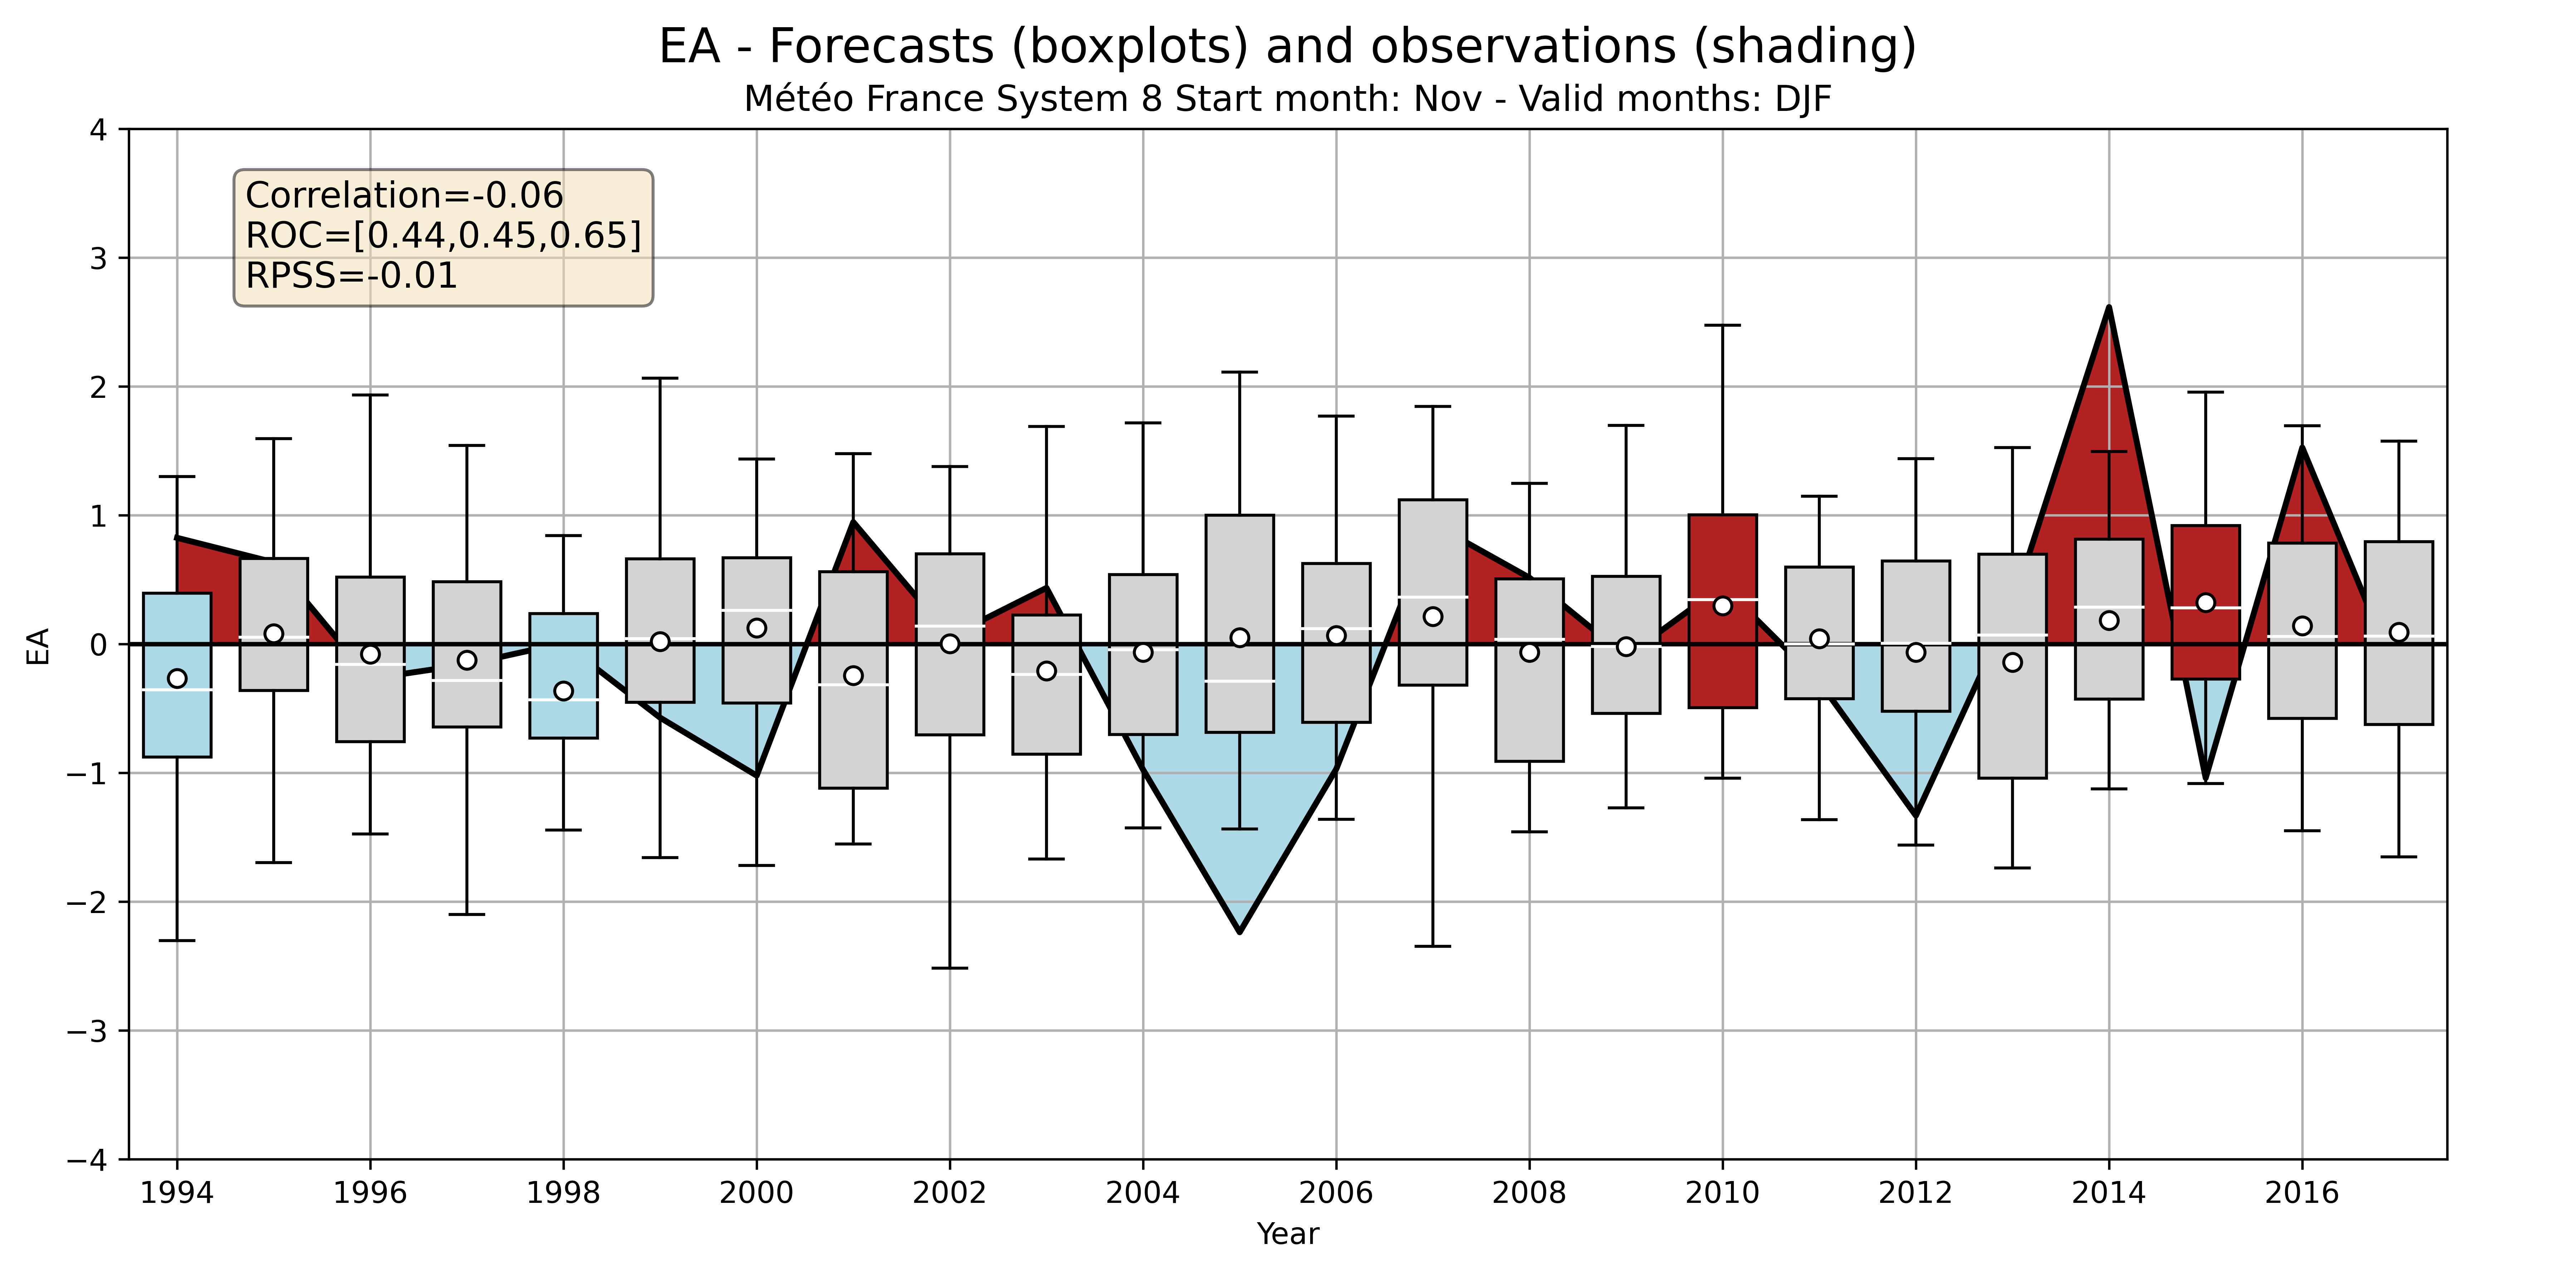 EA - Forecasts (boxplots) and observations (shading)
Météo France System 8 Start month: Nov - Valid months: DJF
Correlation=-0.06
ROC=[0.44,0.45,0.65]
RPSS=-0.01
4
3
2
1
0
−1
−2
−3
−4
EA
1994 1996 1998 2000 2002 2004 2006 2008 2010 2012 2014 2016
Year